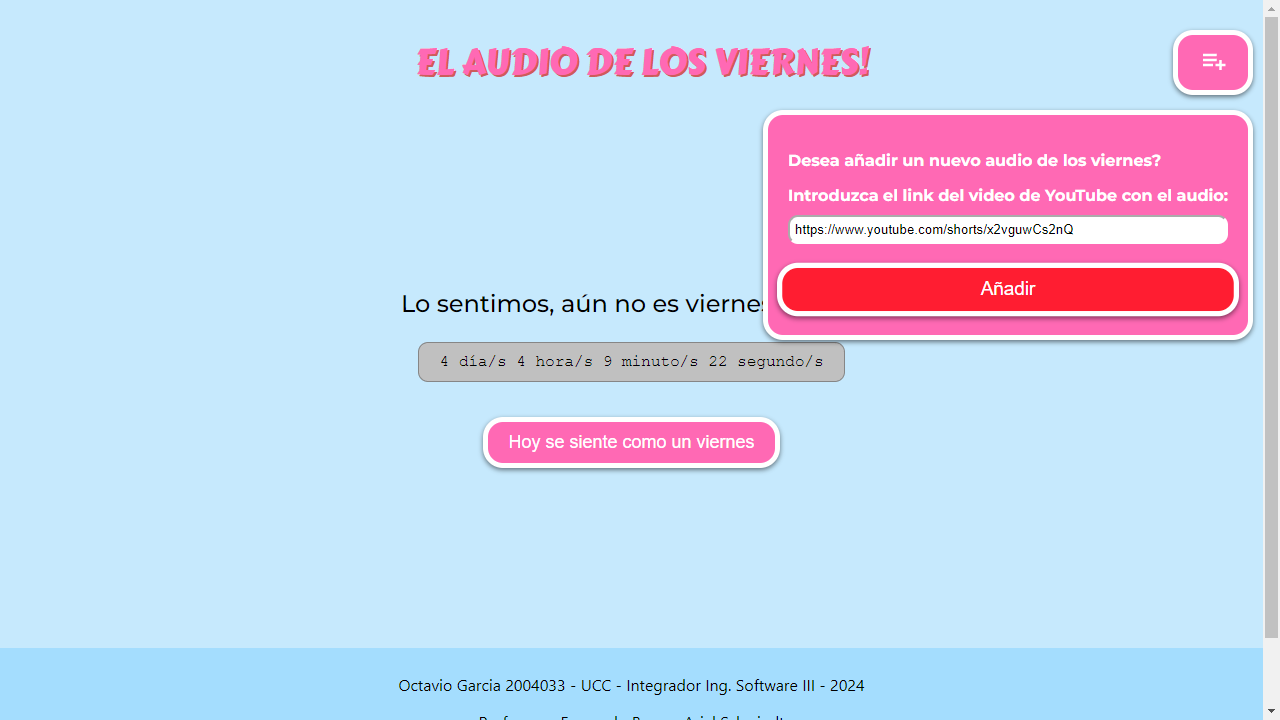 EL AUDIO DE LOS VIERNES!
Desea añadir un nuevo audio de los viernes?
Introduzca el link del video de YouTube con el audio:
https://www.youtube.com/shorts/x2vguwCs2nQ
Añadir
Lo sentimos, aún no es viernes
4 día/s 4 hora/s 9 minuto/s 22 segundo/s
Hoy se siente como un viernes
Octavio Garcia 2004033 - UCC - Integrador Ing. Software III - 2024